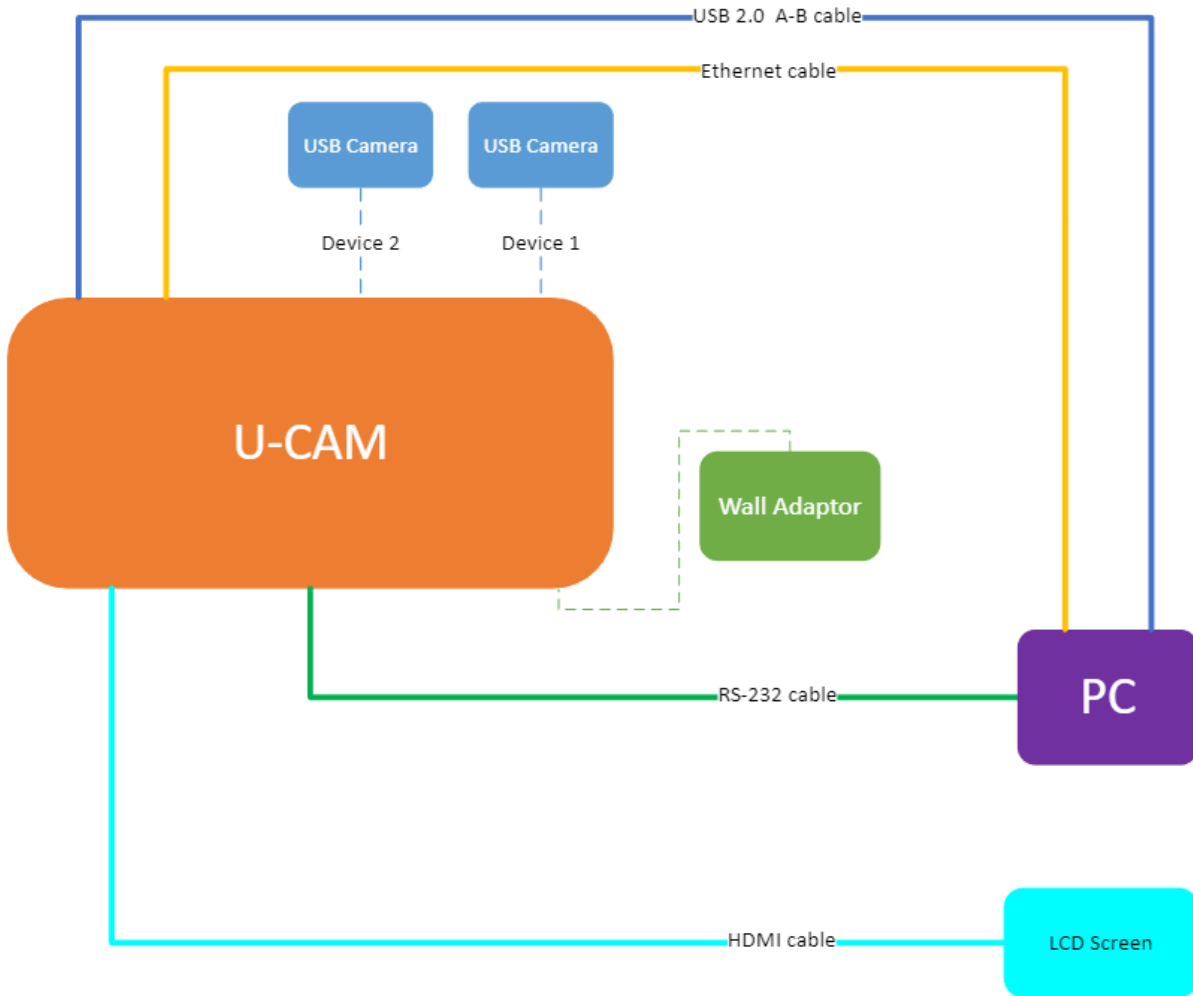 USB 2.0  A-B cable
Ethernet cable
USB Camera
USB Camera
Device 2
Device 1
U-CAM
Wall Adaptor
RS-232 cable
PC
HDMI cable
LCD Screen